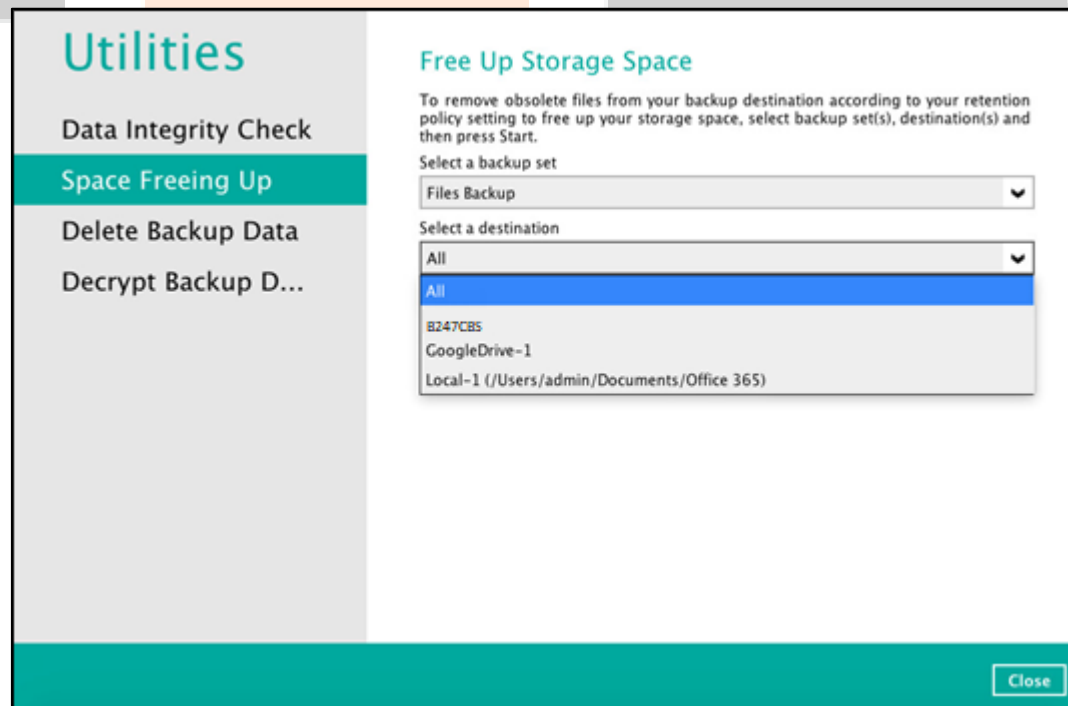 Utilities
Data Integrity Check
Space Freeing Up
Delete Backup Data
Decrypt Backup D...
Free Up Storage Space
To remove obsolete files from your backup destination according to your retention
policy setting to free up your storage space, select backup set(s), destination(s) and
then press Start.
Select a backup set
Files Backup
Select a destination
All
All
B247CBS
GoogleDrive-1
Local-1 (/Users/admin/Documents/Office 365)
Close